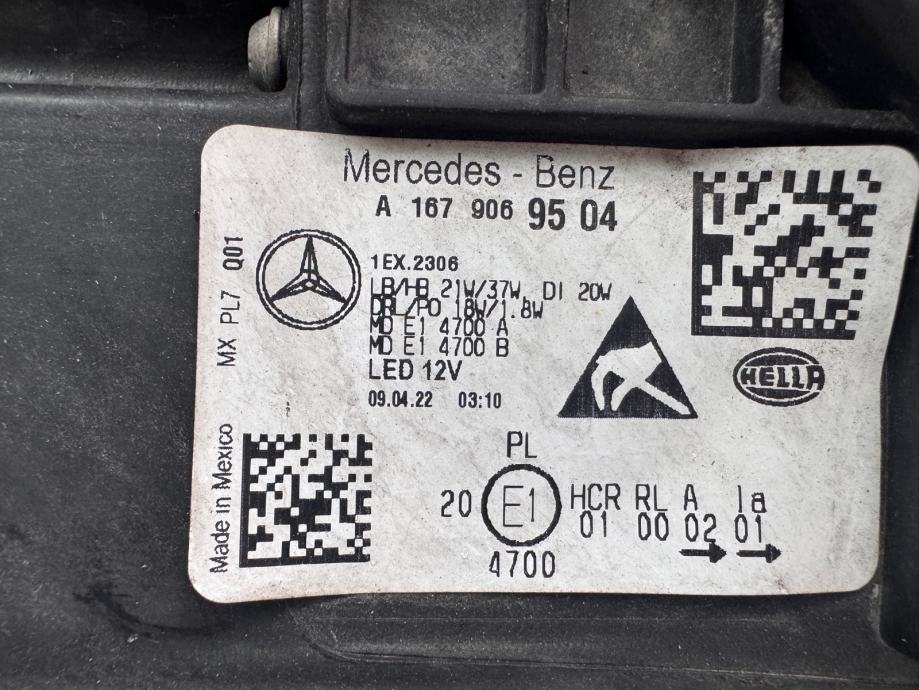 Mercedes - Benz
A 167 906 95 04
1EX.2306
LB/HB 21W/37W DI 20W
DRL/PO 18W/1.8W
MD E1 4700 A
MD E1 4700 B
LED 12V
09.04.22 03:10
MX PL7 Q01
Made in Mexico
HELLA
PL
20 E1 HCR RL A 1a
01 00 02 01
4700